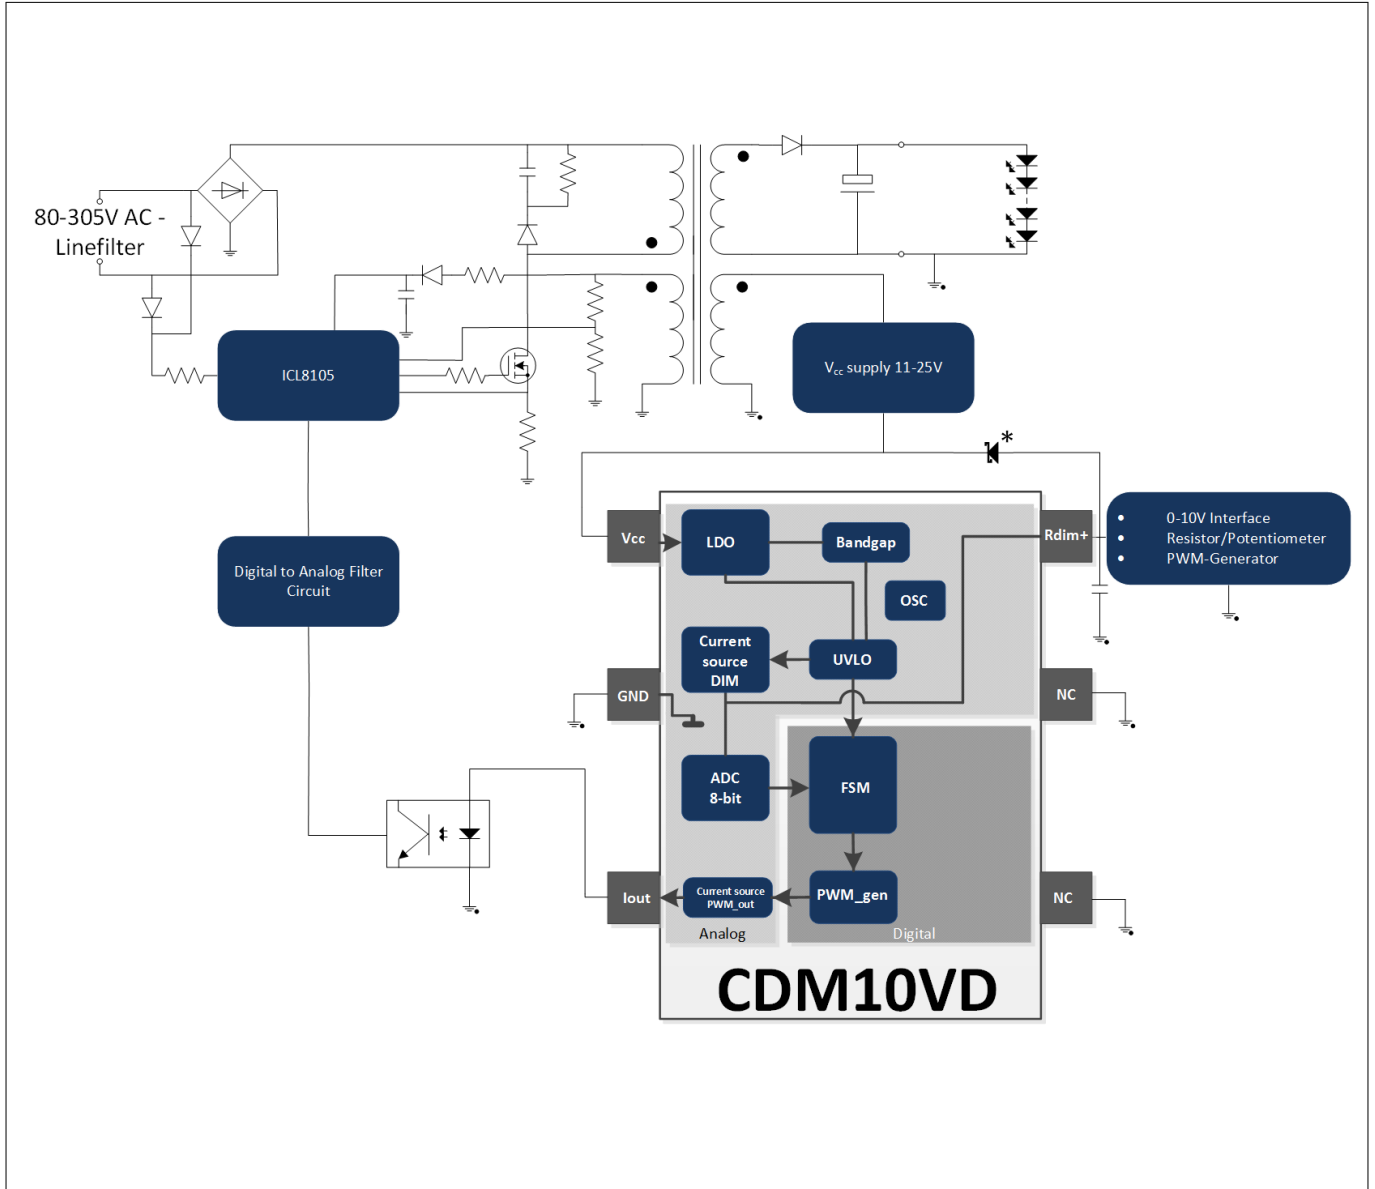 80-305V AC -
Linefilter
ICL8105
Vcc supply 11-25V
*
Digital to Analog Filter
Circuit
Vcc
LDO
Bandgap
Rdim+
• 0-10V Interface
• Resistor/Potentiometer
• PWM-Generator
OSC
Current
source
DIM
UVLO
GND
NC
ADC
8-bit
FSM
Iout
Current source
PWM_out
PWM_gen
NC
Analog
Digital
CDM10VD